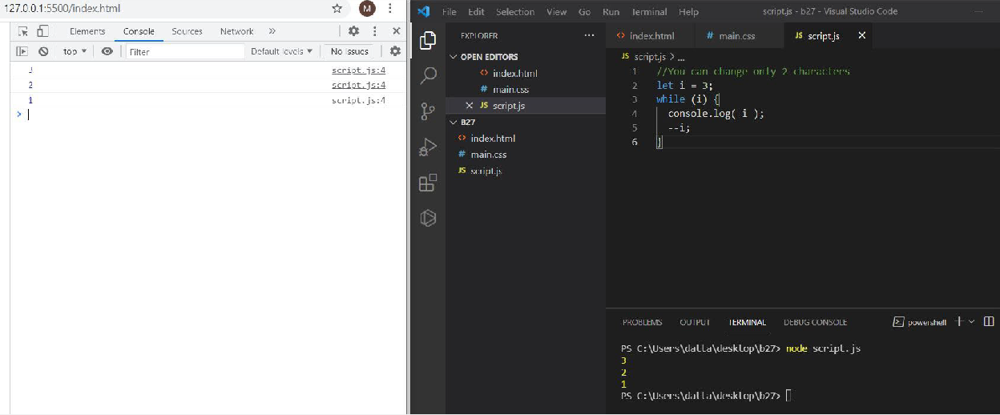 127.0.0.1:5500/index.html
M
Elements Console Sources Network »
top Filter Default levels No Issues
3 script.js:4
2 script.js:4
1 script.js:4
>
File Edit Selection View Go Run Terminal Help script.js - b27 - Visual Studio Code
EXPLORER ...
OPEN EDITORS
<> index.html
# main.css
JS script.js
B27
<> index.html
# main.css
JS script.js
<> index.html # main.css JS script.js
JS script.js > ...
1 //You can change only 2 characters
2 let i = 3;
3 while (i) {
4 console.log( i );
5 --i;
6 }
PROBLEMS OUTPUT TERMINAL DEBUG CONSOLE powershell
PS C:\Users\dalla\desktop\b27> node script.js
3
2
1
PS C:\Users\dalla\desktop\b27>